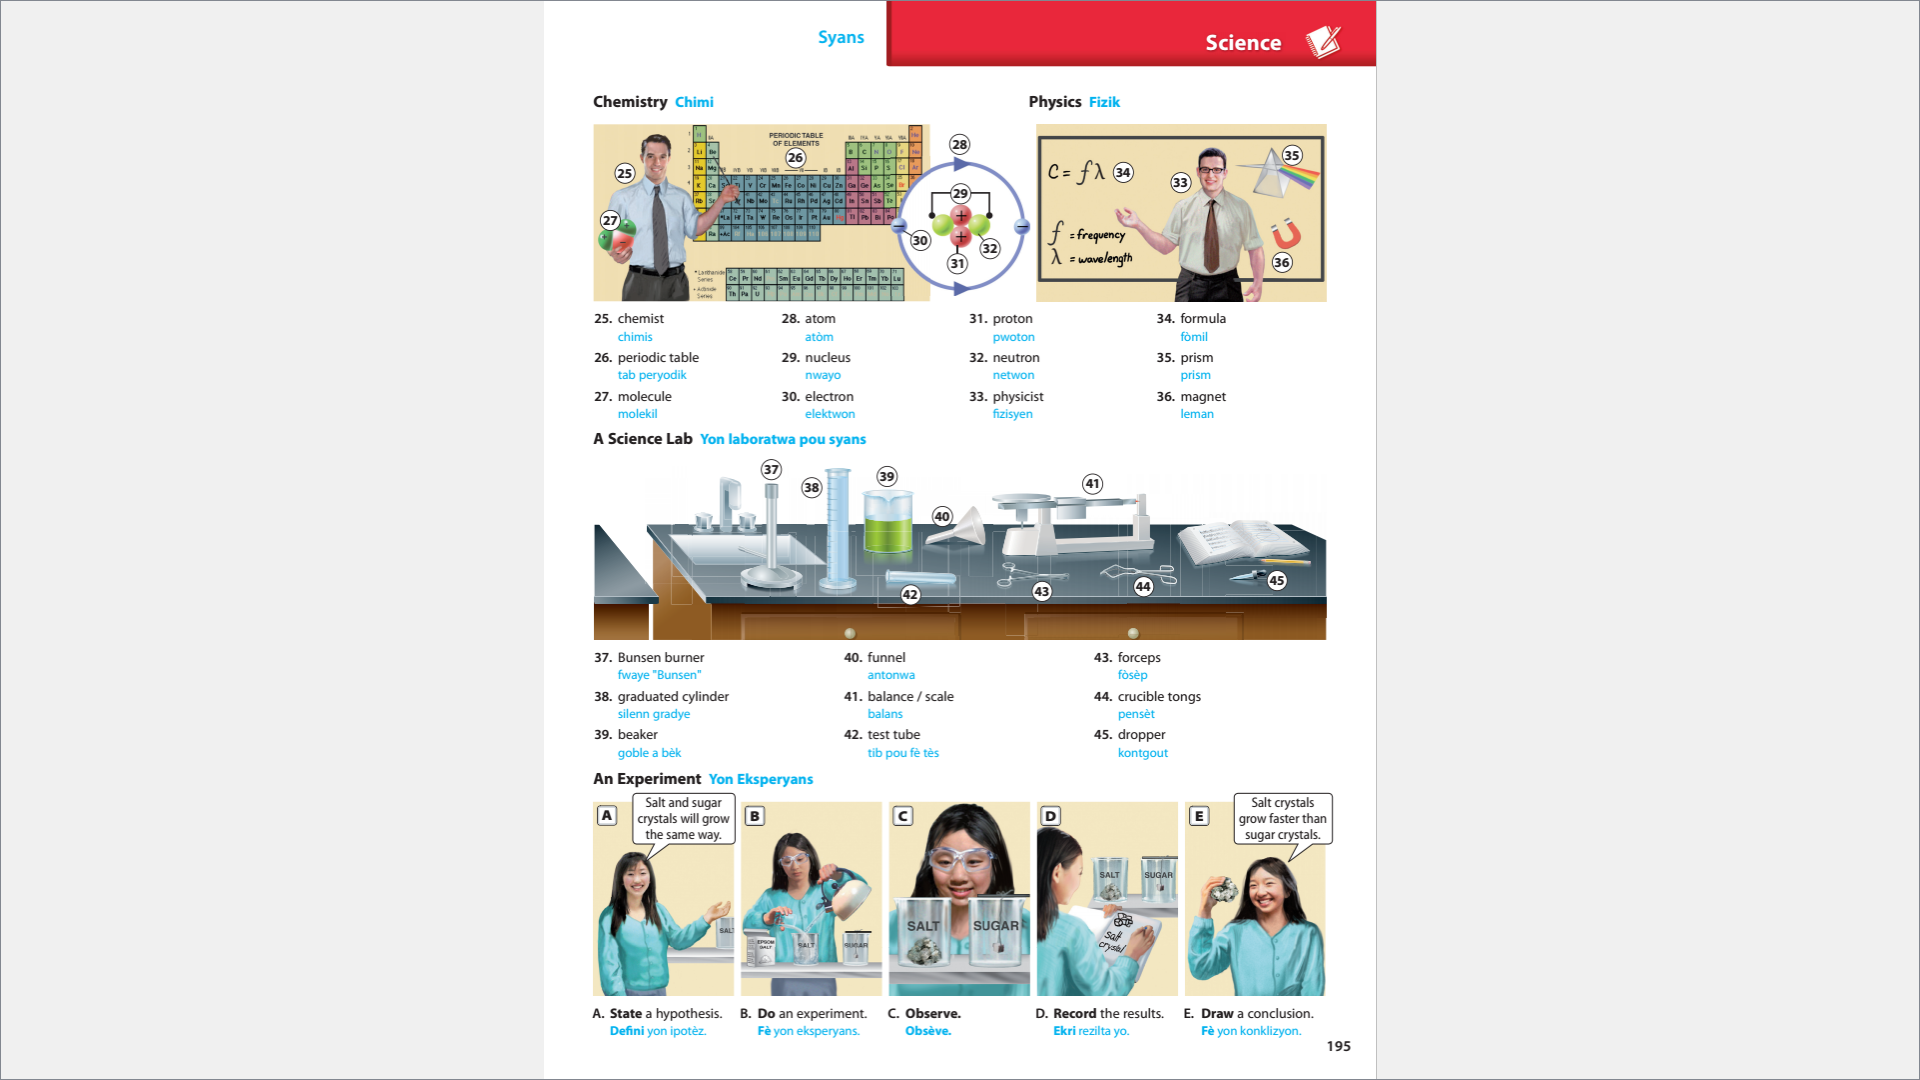 Syans
Science
Chemistry Chimi
Physics Fizik
PERIODIC TABLE
OF ELEMENTS
25
26
27
28
29
30
31
32
C = fλ
f = frequency
λ = wavelength
33
34
35
36
25. chemist
chimis
26. periodic table
tab peryodik
27. molecule
molekil
28. atom
atòm
29. nucleus
nwayo
30. electron
elektwon
31. proton
pwoton
32. neutron
netwon
33. physicist
fizisyen
34. formula
fòmil
35. prism
prism
36. magnet
leman
A Science Lab Yon laboratwa pou syans
37
38
39
40
41
42
43
44
45
37. Bunsen burner
fwaye "Bunsen"
38. graduated cylinder
silenn gradye
39. beaker
goble a bèk
40. funnel
antonwa
41. balance / scale
balans
42. test tube
tib pou fè tès
43. forceps
fòsèp
44. crucible tongs
pensèt
45. dropper
kontgout
An Experiment Yon Eksperyans
A
Salt and sugar
crystals will grow
the same way.
SALT
B
EPSOM
SALT
SALT
SUGAR
C
SALT
SUGAR
D
SALT
SUGAR
Salt
crystal
E
Salt crystals
grow faster than
sugar crystals.
A. State a hypothesis.
Defini yon ipotèz.
B. Do an experiment.
Fè yon eksperyans.
C. Observe.
Obsève.
D. Record the results.
Ekri rezilta yo.
E. Draw a conclusion.
Fè yon konklizyon.
195